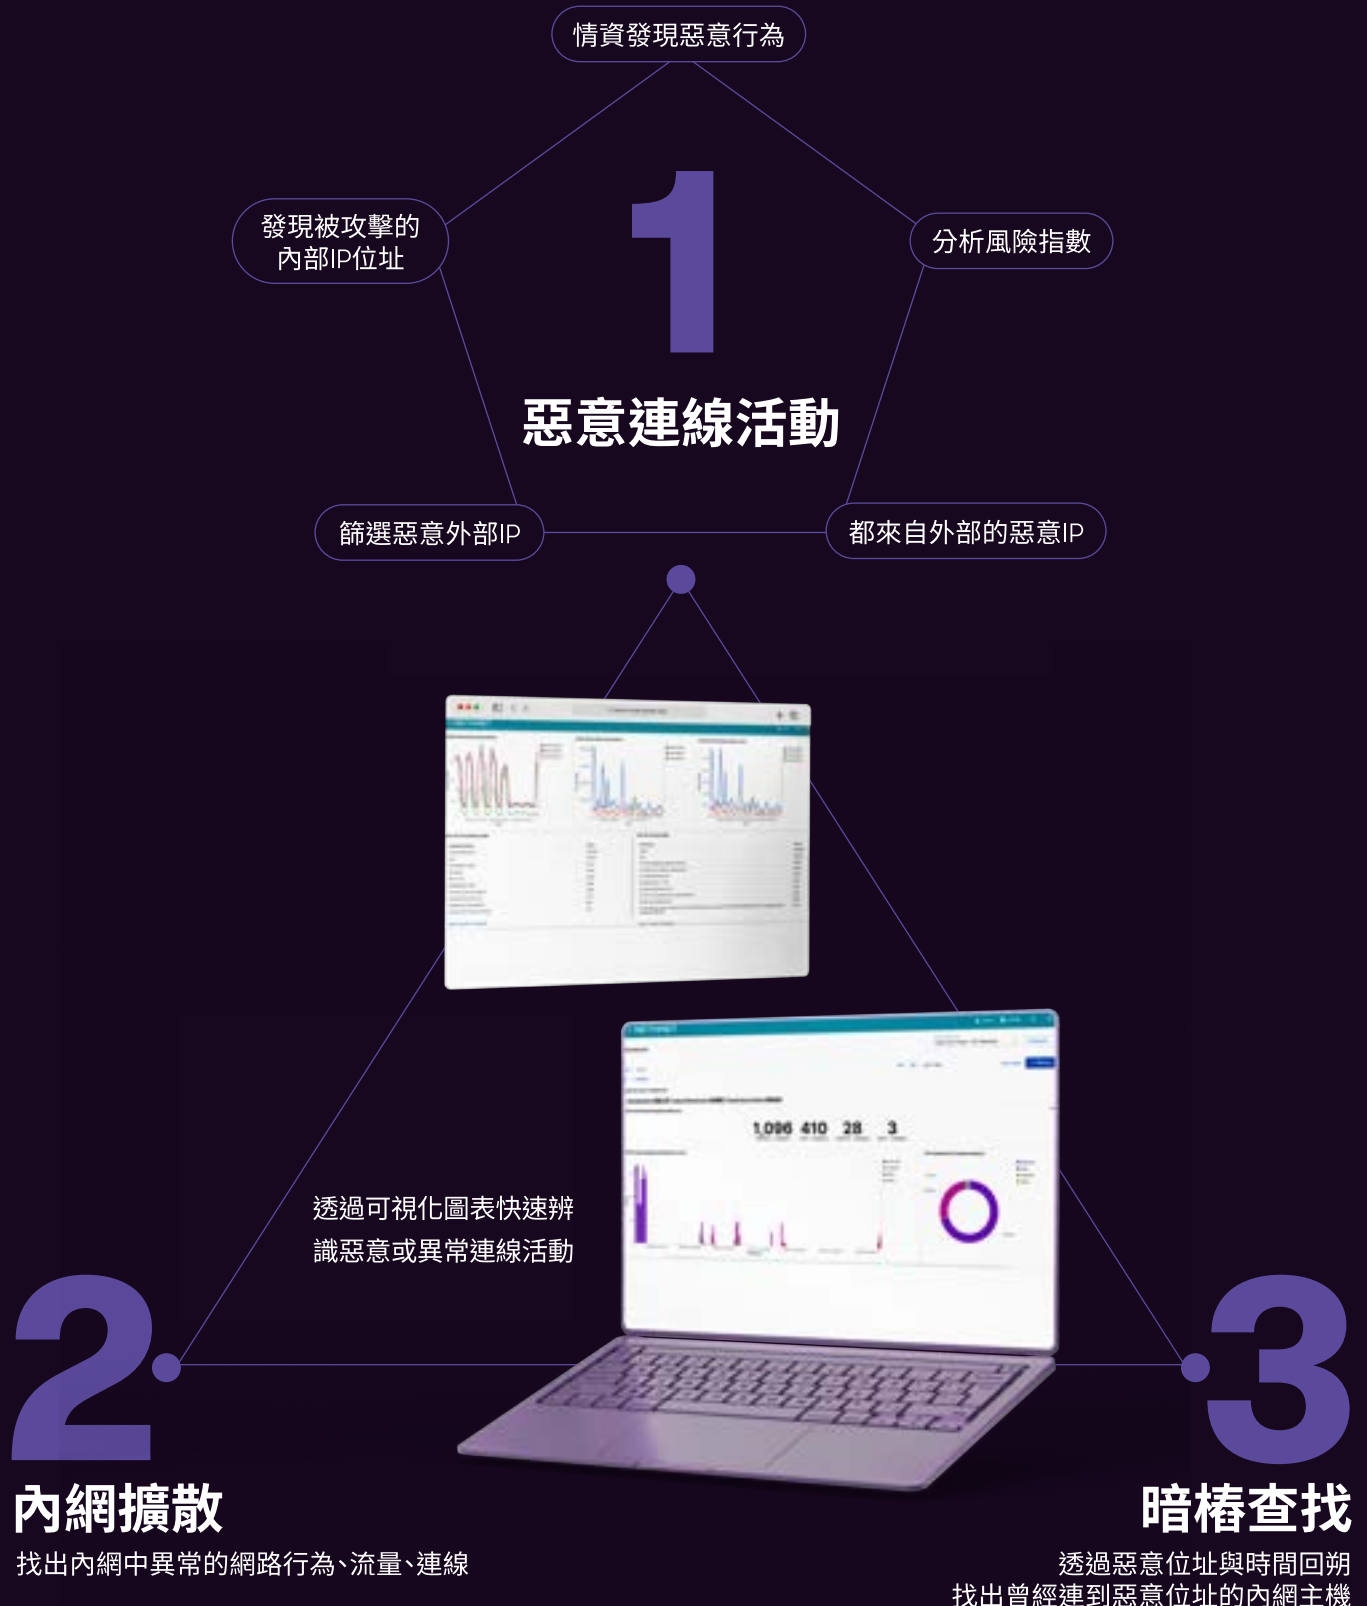 情資發現惡意行為
發現被攻擊的
內部IP位址
分析風險指數
1
惡意連線活動
篩選惡意外部IP
都來自外部的惡意IP
1,096 410 28 3
透過可視化圖表快速辨
識惡意或異常連線活動
2
內網擴散
找出內網中異常的網路行為、流量、連線
3
暗樁查找
透過惡意位址與時間回朔
找出曾經連到惡意位址的內網主機